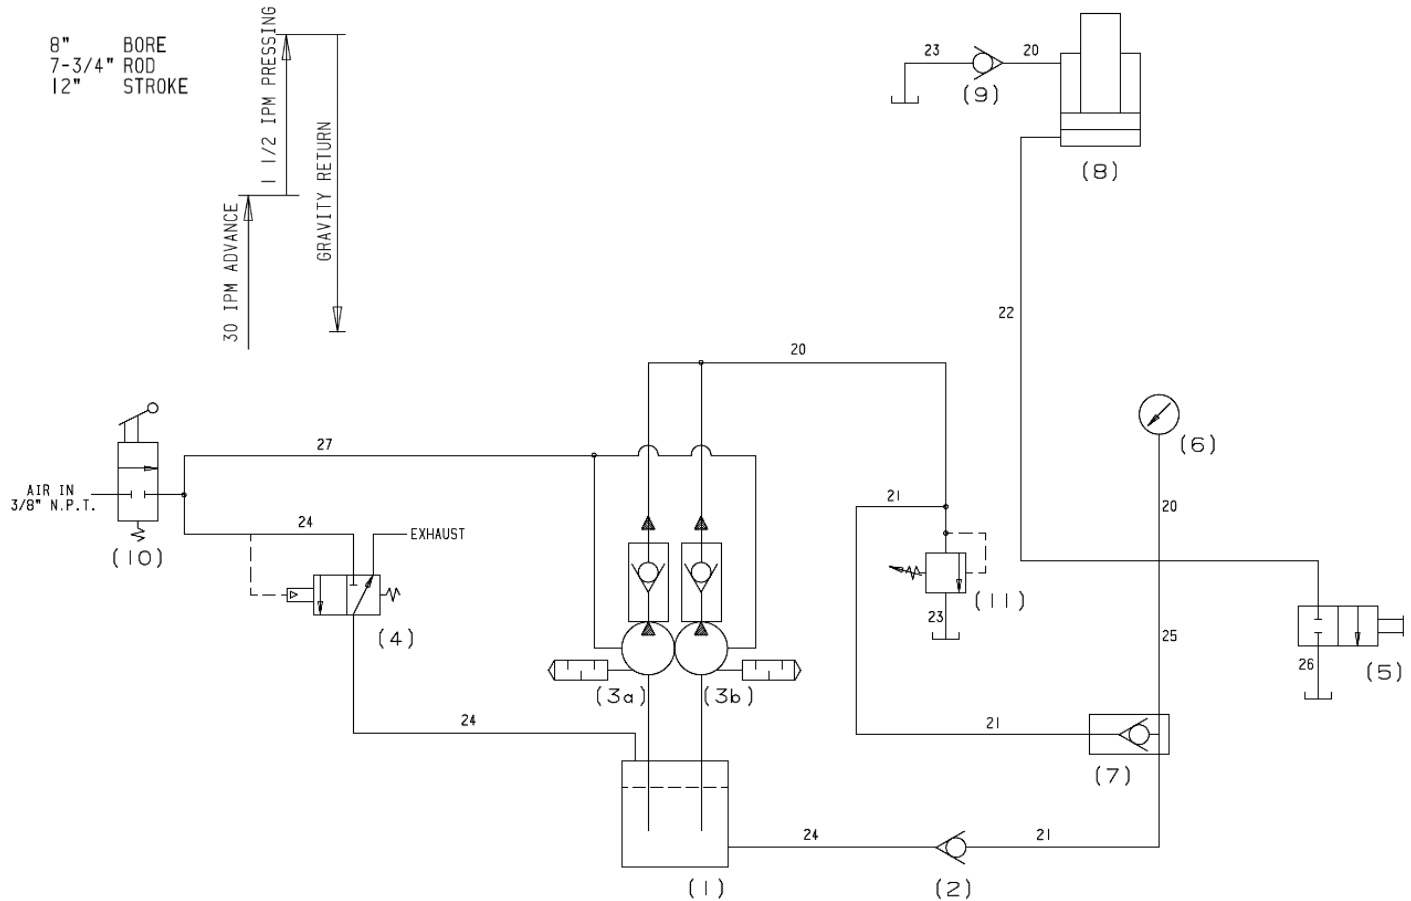 8" BORE
7-3/4" ROD
12" STROKE
1 1/2 IPM PRESSING
GRAVITY RETURN
30 IPM ADVANCE
23
20
(9)
(8)
22
20
(6)
27
AIR IN
3/8" N.P.T.
24
EXHAUST
(10)
21
20
(11)
(4)
23
25
26
(5)
(3a)
(3b)
24
21
(7)
24
21
(1)
(2)